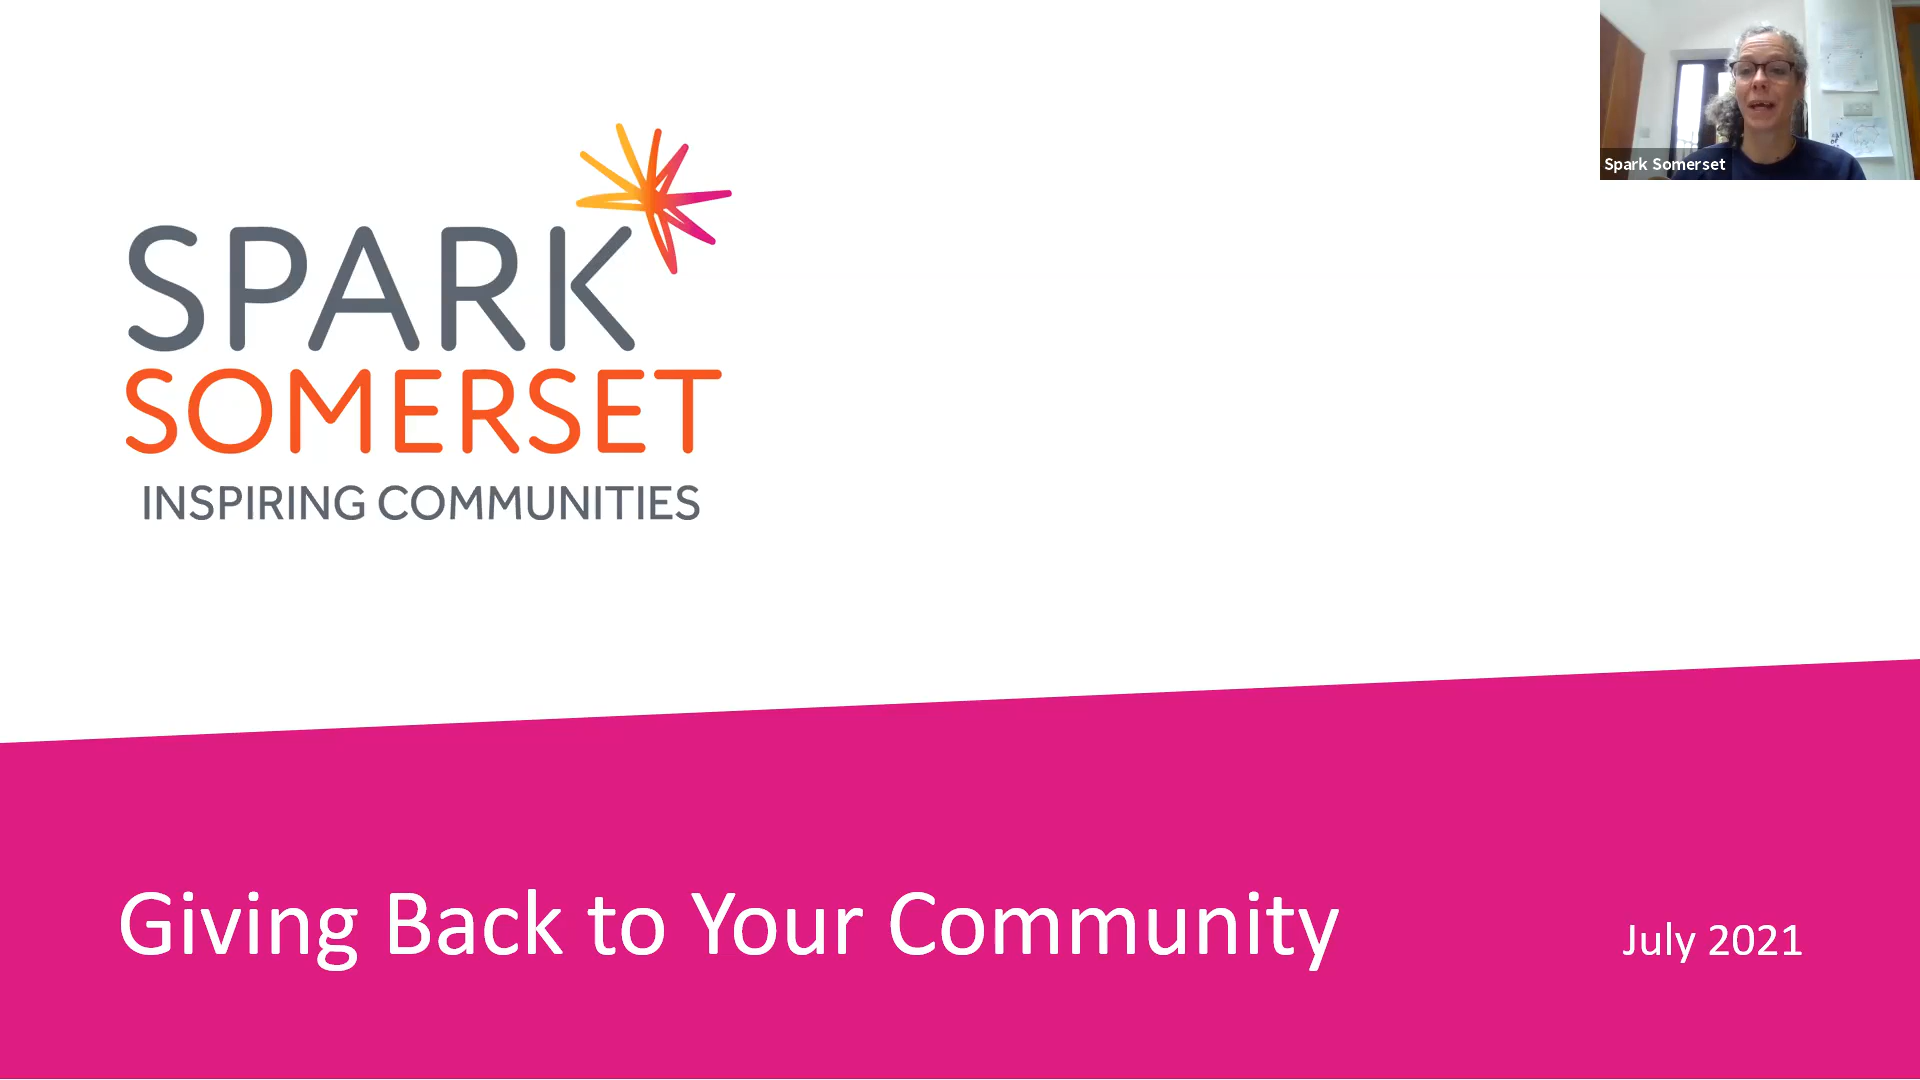 SPARK
SOMERSET
INSPIRING COMMUNITIES
Spark Somerset
Giving Back to Your Community
July 2021